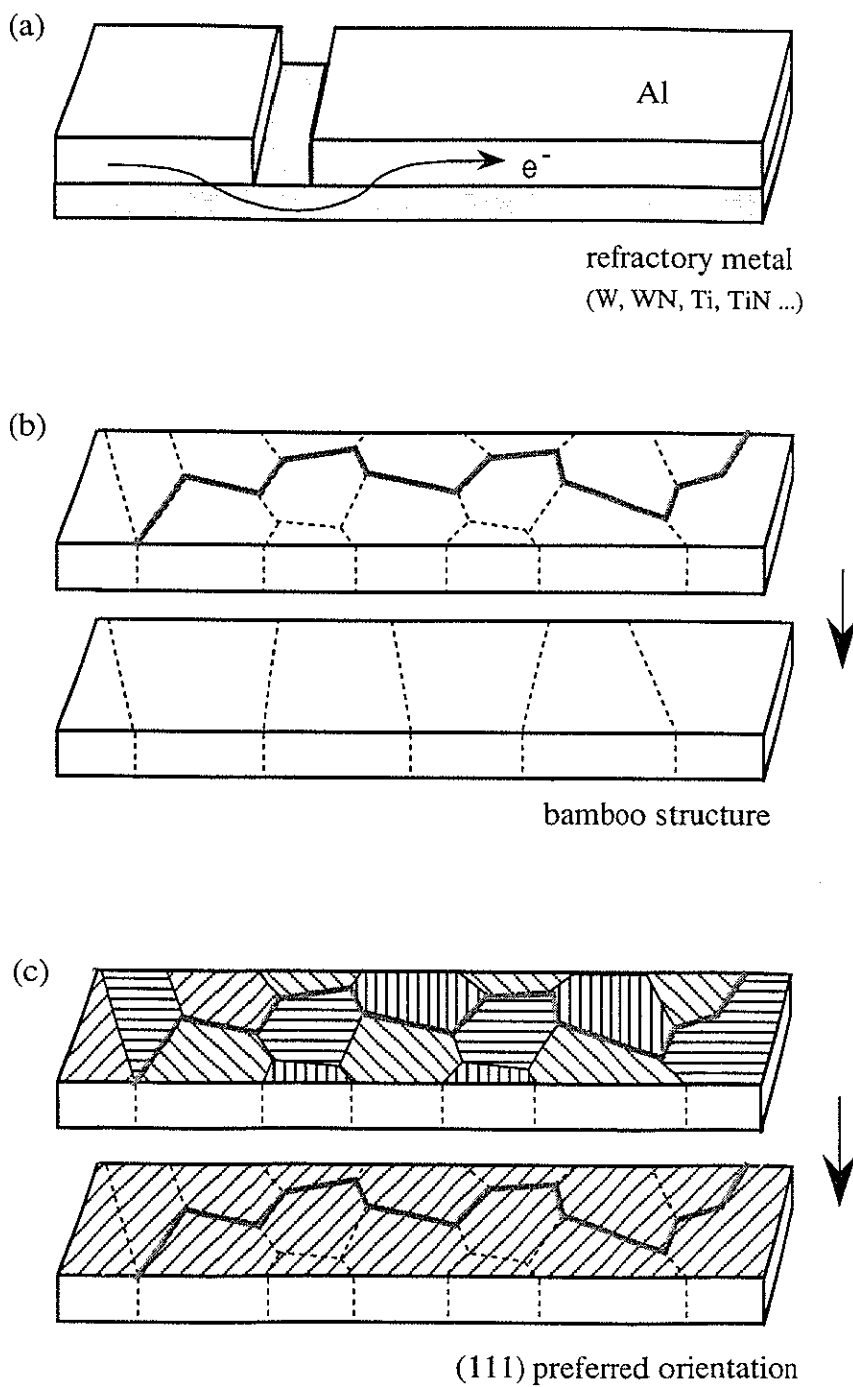 (a)
Al
e⁻
refractory metal
(W, WN, Ti, TiN ...)
(b)
bamboo structure
(c)
(111) preferred orientation